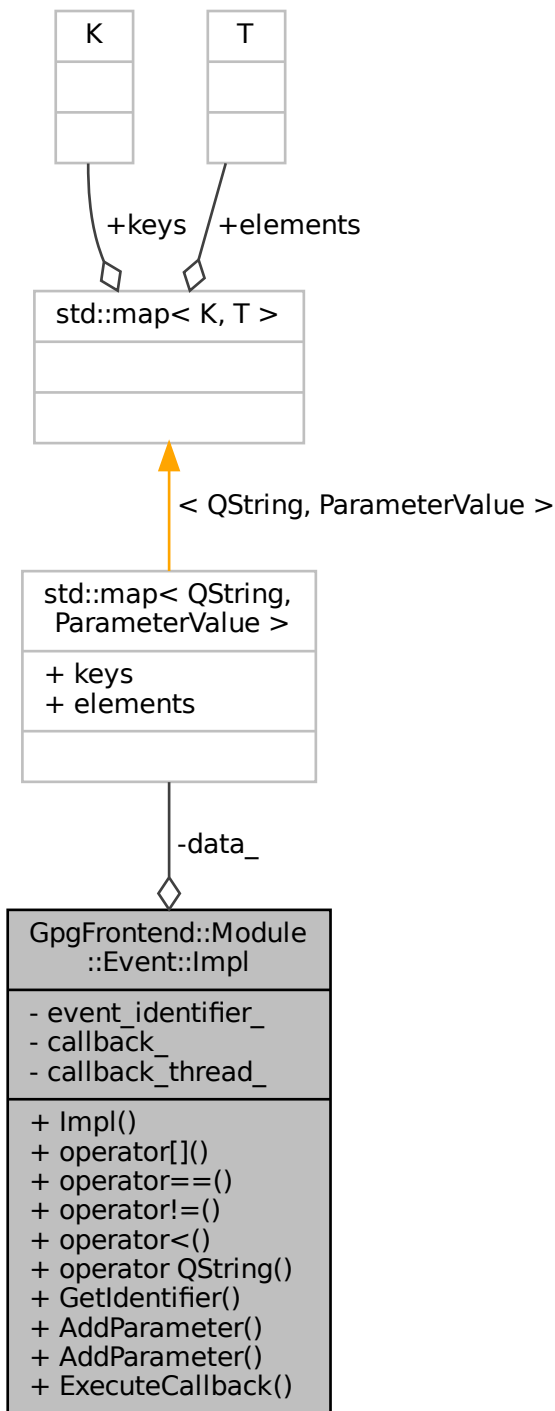 K
T
+keys
+elements
std::map< K, T >
< QString, ParameterValue >
std::map< QString,
ParameterValue >
+ keys
+ elements
-data_
GpgFrontend::Module
::Event::Impl
- event_identifier_
- callback_
- callback_thread_
+ Impl()
+ operator[]()
+ operator==()
+ operator!=()
+ operator<()
+ operator QString()
+ GetIdentifier()
+ AddParameter()
+ AddParameter()
+ ExecuteCallback()